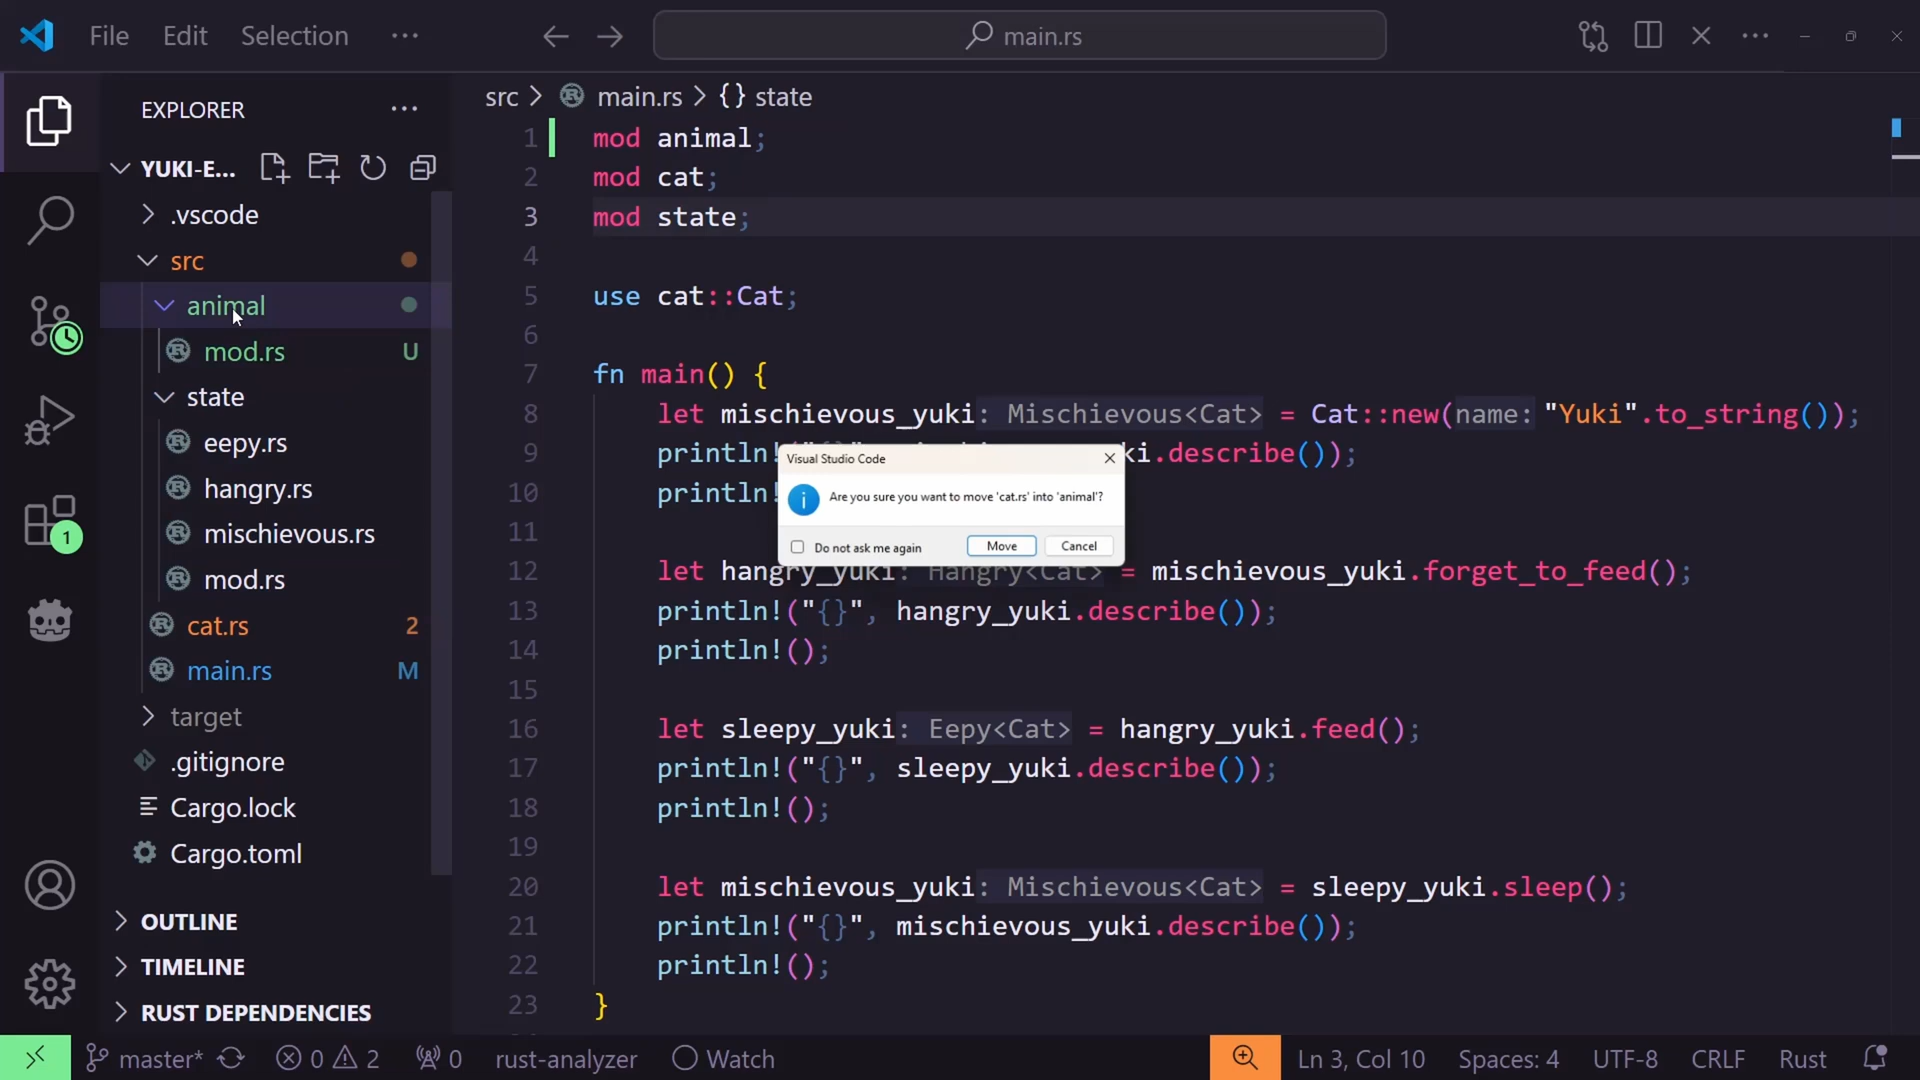 File Edit Selection ···
main.rs
EXPLORER ···
YUKI-E...
.vscode
src
animal
mod.rs U
state
eepy.rs
hangry.rs
mischievous.rs
mod.rs
cat.rs 2
main.rs M
target
.gitignore
Cargo.lock
Cargo.toml
OUTLINE
TIMELINE
RUST DEPENDENCIES
1
src > main.rs > {} state
1 mod animal;
2 mod cat;
3 mod state;
4
5 use cat::Cat;
6
7 fn main() {
8 let mischievous_yuki: Mischievous<Cat> = Cat::new(name: "Yuki".to_string());
9 println! ki.describe());
10 println!
11
12 let hangry_yuki: Hangry<Cat> = mischievous_yuki.forget_to_feed();
13 println!("{}", hangry_yuki.describe());
14 println!();
15
16 let sleepy_yuki: Eepy<Cat> = hangry_yuki.feed();
17 println!("{}", sleepy_yuki.describe());
18 println!();
19
20 let mischievous_yuki: Mischievous<Cat> = sleepy_yuki.sleep();
21 println!("{}", mischievous_yuki.describe());
22 println!();
23 }
Visual Studio Code
Are you sure you want to move 'cat.rs' into 'animal'?
Do not ask me again Move Cancel
master* 0 2 0 rust-analyzer Watch Ln 3, Col 10 Spaces: 4 UTF-8 CRLF Rust